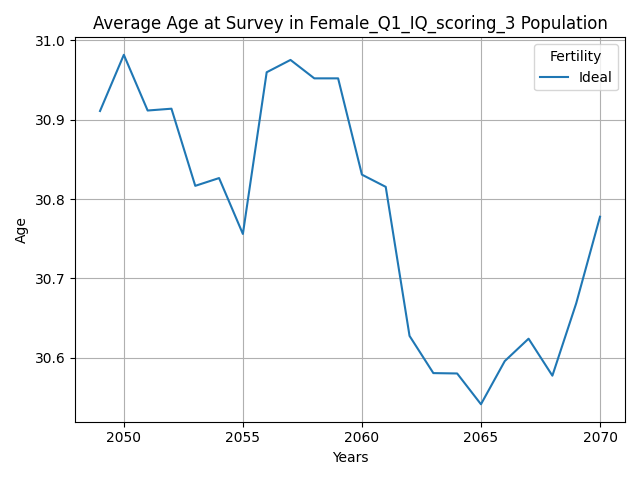 Average Age at Survey in Female_Q1_IQ_scoring_3 Population
Fertility
Ideal
31.0
30.9
30.8
30.7
30.6
Age
2050 2055 2060 2065 2070
Years